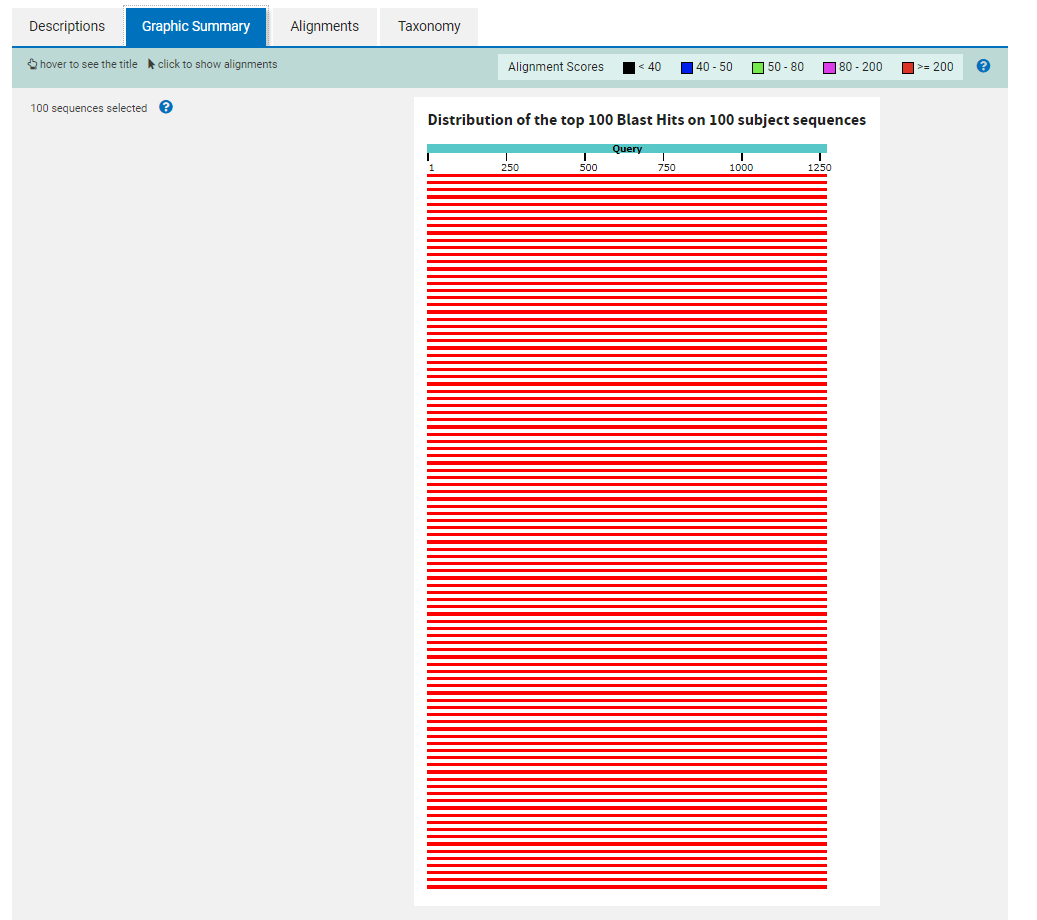 Descriptions Graphic Summary Alignments Taxonomy
hover to see the title click to show alignments Alignment Scores < 40 40 - 50 50 - 80 80 - 200 >= 200 ?
100 sequences selected ?
Distribution of the top 100 Blast Hits on 100 subject sequences
Query
1 250 500 750 1000 1250